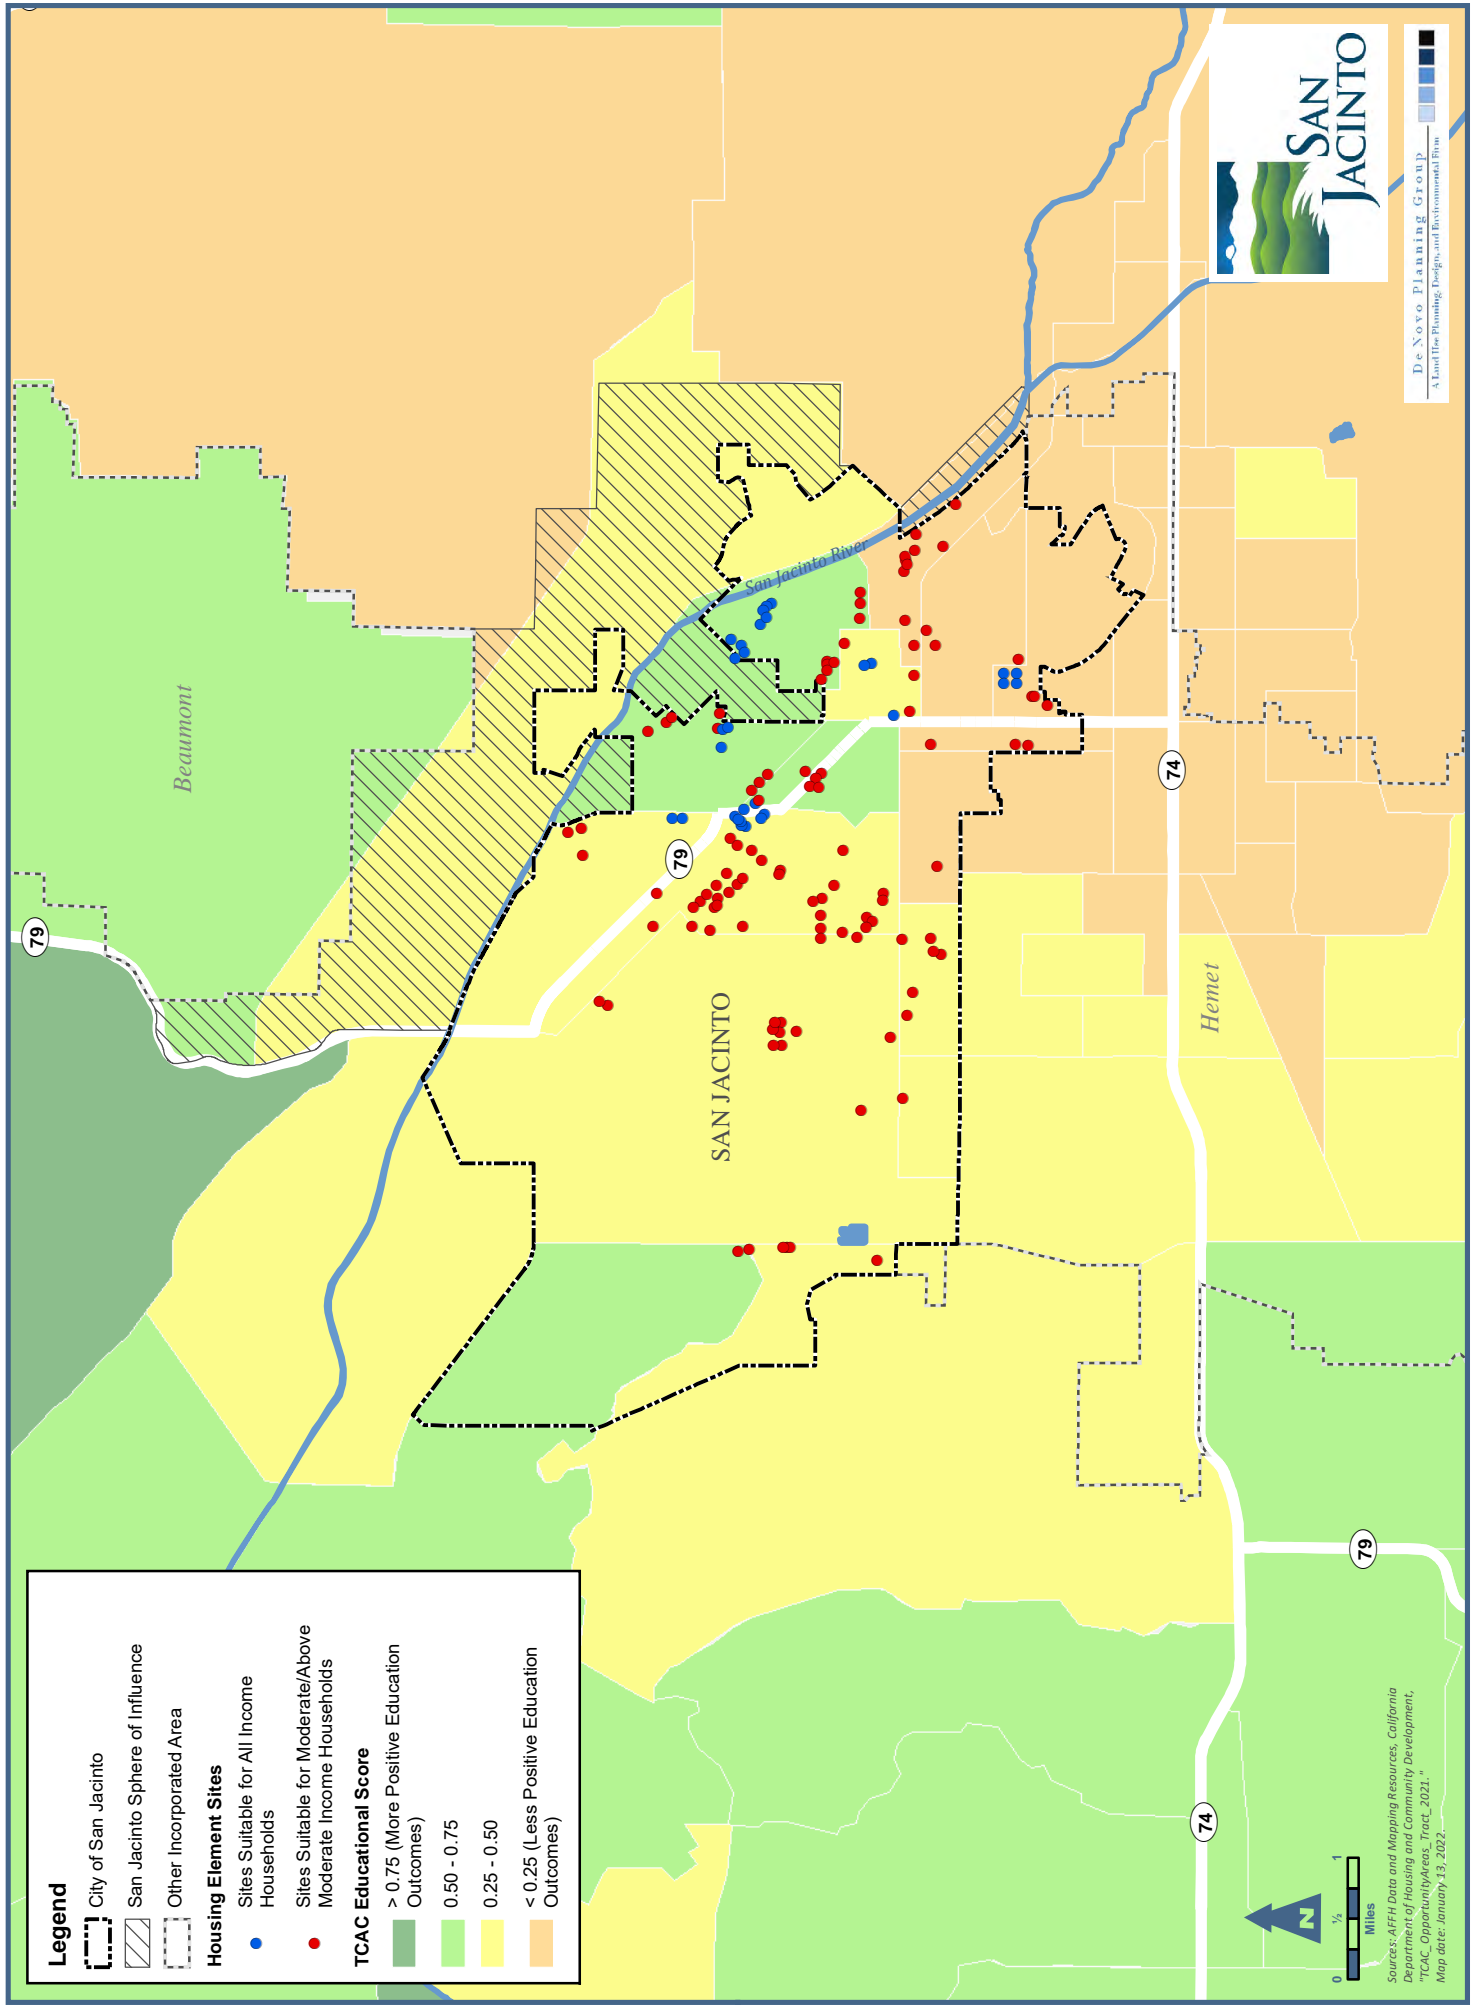 Legend
City of San Jacinto
San Jacinto Sphere of Influence
Other Incorporated Area
Housing Element Sites
Sites Suitable for All Income
Households
Sites Suitable for Moderate/Above
Moderate Income Households
TCAC Educational Score
> 0.75 (More Positive Education
Outcomes)
0.50 - 0.75
0.25 - 0.50
< 0.25 (Less Positive Education
Outcomes)
Beaumont
79
San Jacinto River
79
SAN JACINTO
74
Hemet
79
74
N
0 ½ 1
Miles
Sources: AFFH Data and Mapping Resources, California
Department of Housing and Community Development,
"TCAC_OpportunityAreas_Tract_2021."
Map date: January 13, 2022.
SAN
JACINTO
De Novo Planning Group
A Land Use Planning, Design, and Environmental Firm